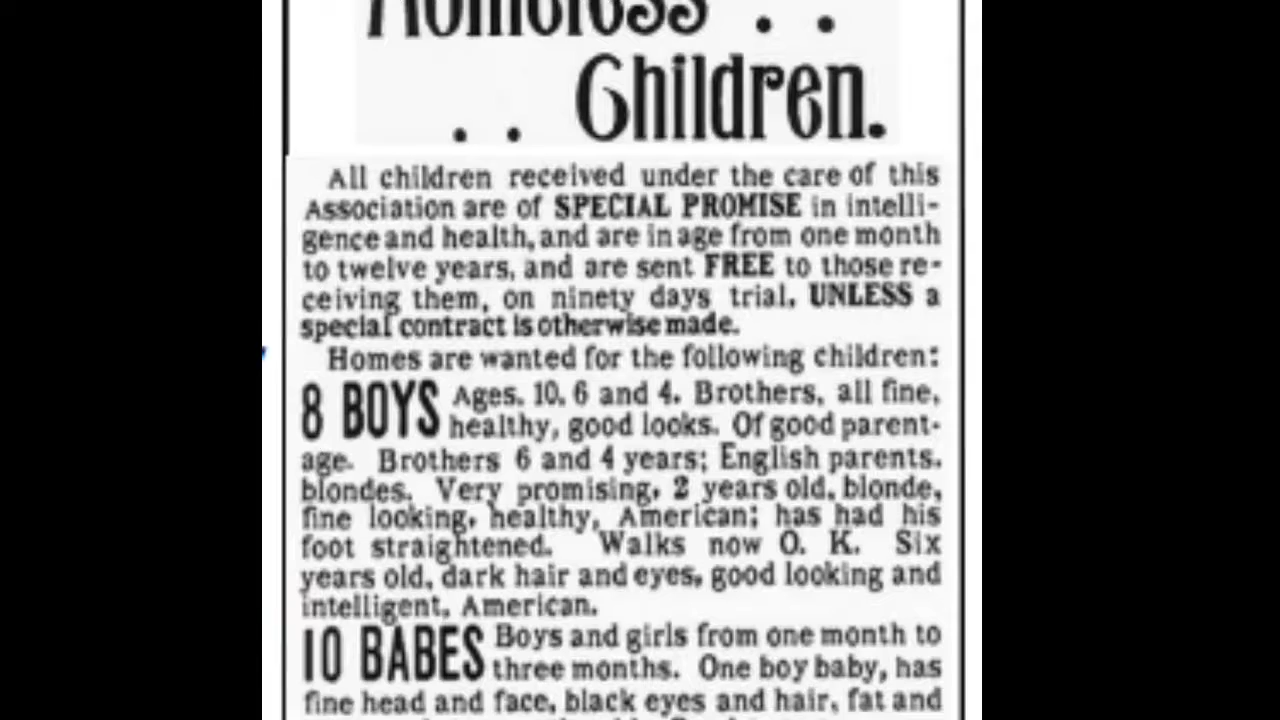 Homeless . .
. . Children.
All children received under the care of this
Association are of SPECIAL PROMISE in intelli-
gence and health, and are in age from one month
to twelve years, and are sent FREE to those re-
ceiving them, on ninety days trial, UNLESS a
special contract is otherwise made.
Homes are wanted for the following children:
8 BOYS Ages, 10, 6 and 4. Brothers, all fine,
healthy, good looks. Of good parent-
age. Brothers 6 and 4 years; English parents,
blondes. Very promising, 2 years old, blonde,
fine looking, healthy, American; has had his
foot straightened. Walks now O. K. Six
years old, dark hair and eyes, good looking and
intelligent, American.
10 BABES Boys and girls from one month to
three months. One boy baby, has
fine head and face, black eyes and hair, fat and